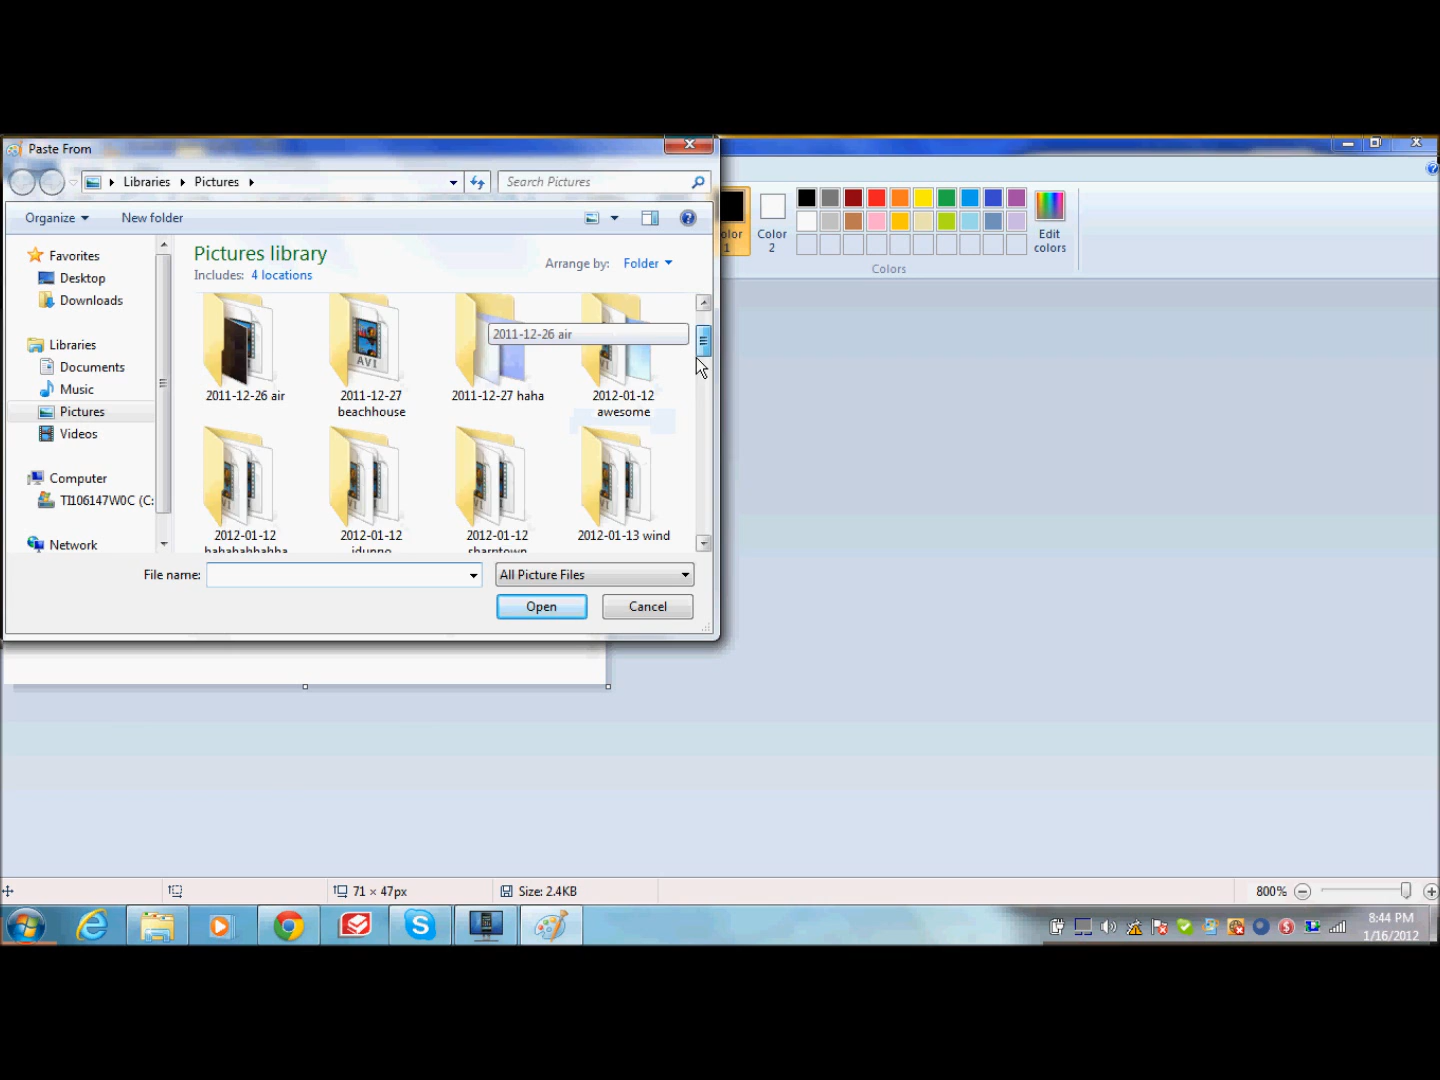 Paste From
Libraries Pictures
Search Pictures
Organize New folder
Pictures library
Includes: 4 locations
Arrange by: Folder
Favorites
Desktop
Downloads
Libraries
Documents
Music
Pictures
Videos
Computer
TI106147W0C (C:
Network
2011-12-26 air
AVI
2011-12-26 air
2011-12-27
beachhouse
2011-12-27 haha
2012-01-12
awesome
2012-01-12
2012-01-12
idunno
2012-01-12
sharptown
2012-01-13 wind
File name:
All Picture Files
Open
Cancel
olor
1
Color
2
Edit
colors
Colors
71 × 47px
Size: 2.4KB
800%
8:44 PM
1/16/2012